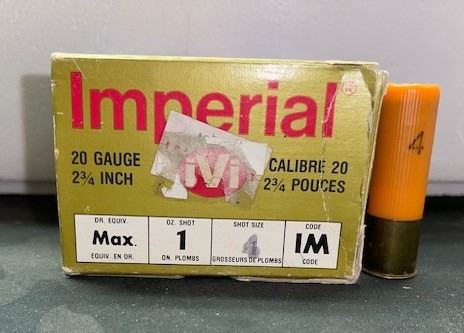 Imperial®
iVi
20 GAUGE
2¾ INCH
CALIBRE 20
2¾ POUCES
DR. EQUIV.
Max.
EQUIV. EN DR.
OZ. SHOT
1
ON. PLOMBS
SHOT SIZE
4
GROSSEURS DE PLOMBS
CODE
IM
CODE
4